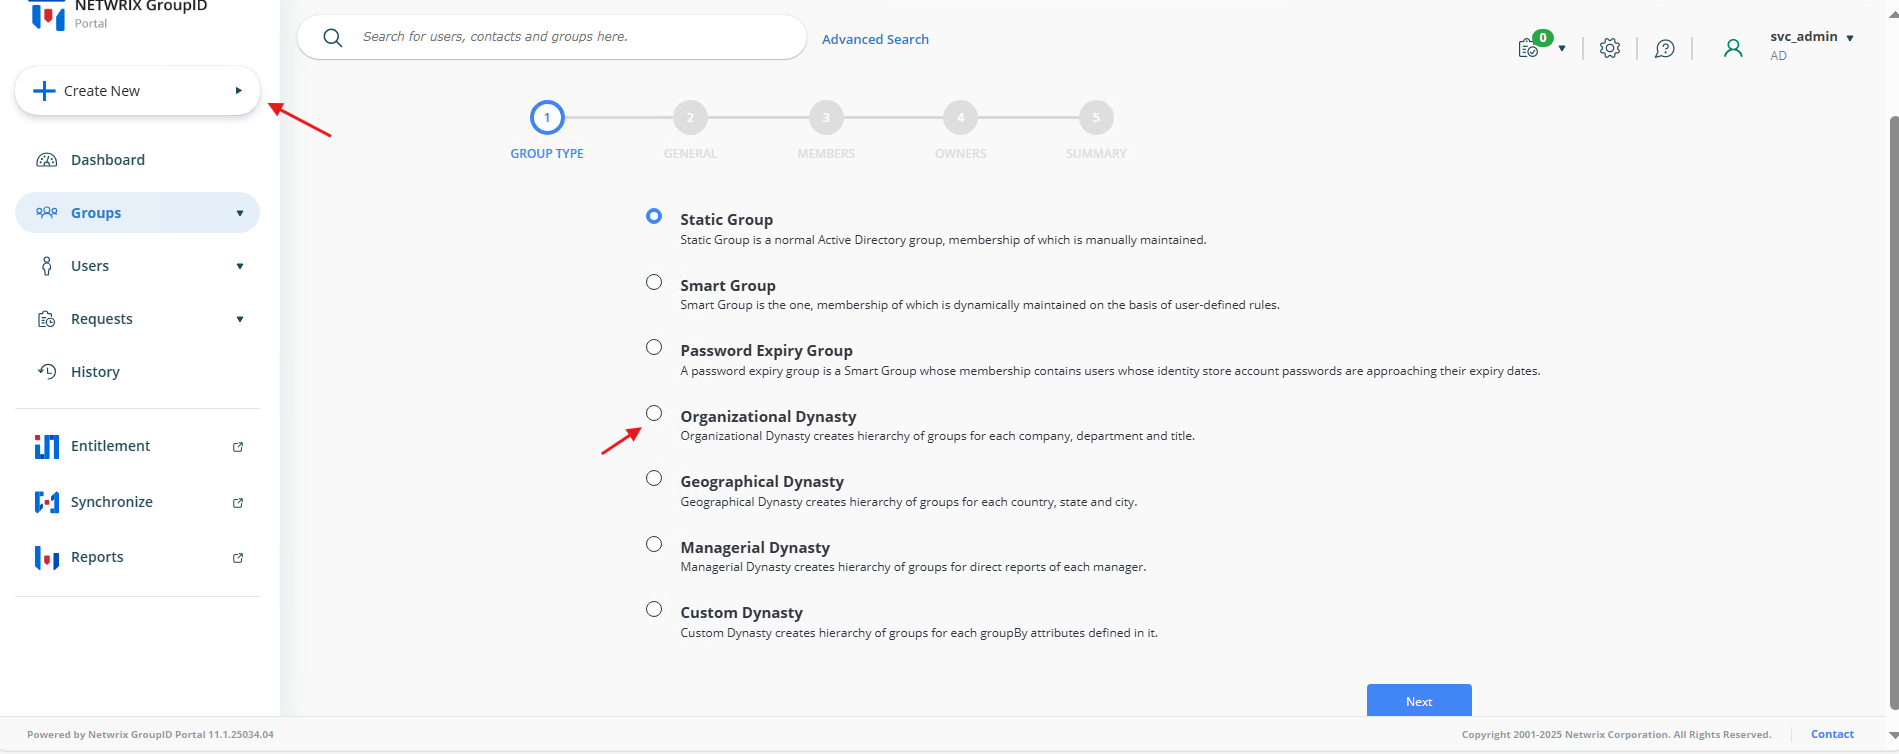 NETWRIX GroupID
Portal
Search for users, contacts and groups here.
Advanced Search
0
svc_admin
AD
Create New
Dashboard
Groups
Users
Requests
History
Entitlement
Synchronize
Reports
1
2
3
4
5
GROUP TYPE
GENERAL
MEMBERS
OWNERS
SUMMARY
Static Group
Static Group is a normal Active Directory group, membership of which is manually maintained.
Smart Group
Smart Group is the one, membership of which is dynamically maintained on the basis of user-defined rules.
Password Expiry Group
A password expiry group is a Smart Group whose membership contains users whose identity store account passwords are approaching their expiry dates.
Organizational Dynasty
Organizational Dynasty creates hierarchy of groups for each company, department and title.
Geographical Dynasty
Geographical Dynasty creates hierarchy of groups for each country, state and city.
Managerial Dynasty
Managerial Dynasty creates hierarchy of groups for direct reports of each manager.
Custom Dynasty
Custom Dynasty creates hierarchy of groups for each groupBy attributes defined in it.
Next
Powered by Netwrix GroupID Portal 11.1.25034.04
Copyright 2001-2025 Netwrix Corporation. All Rights Reserved.
Contact